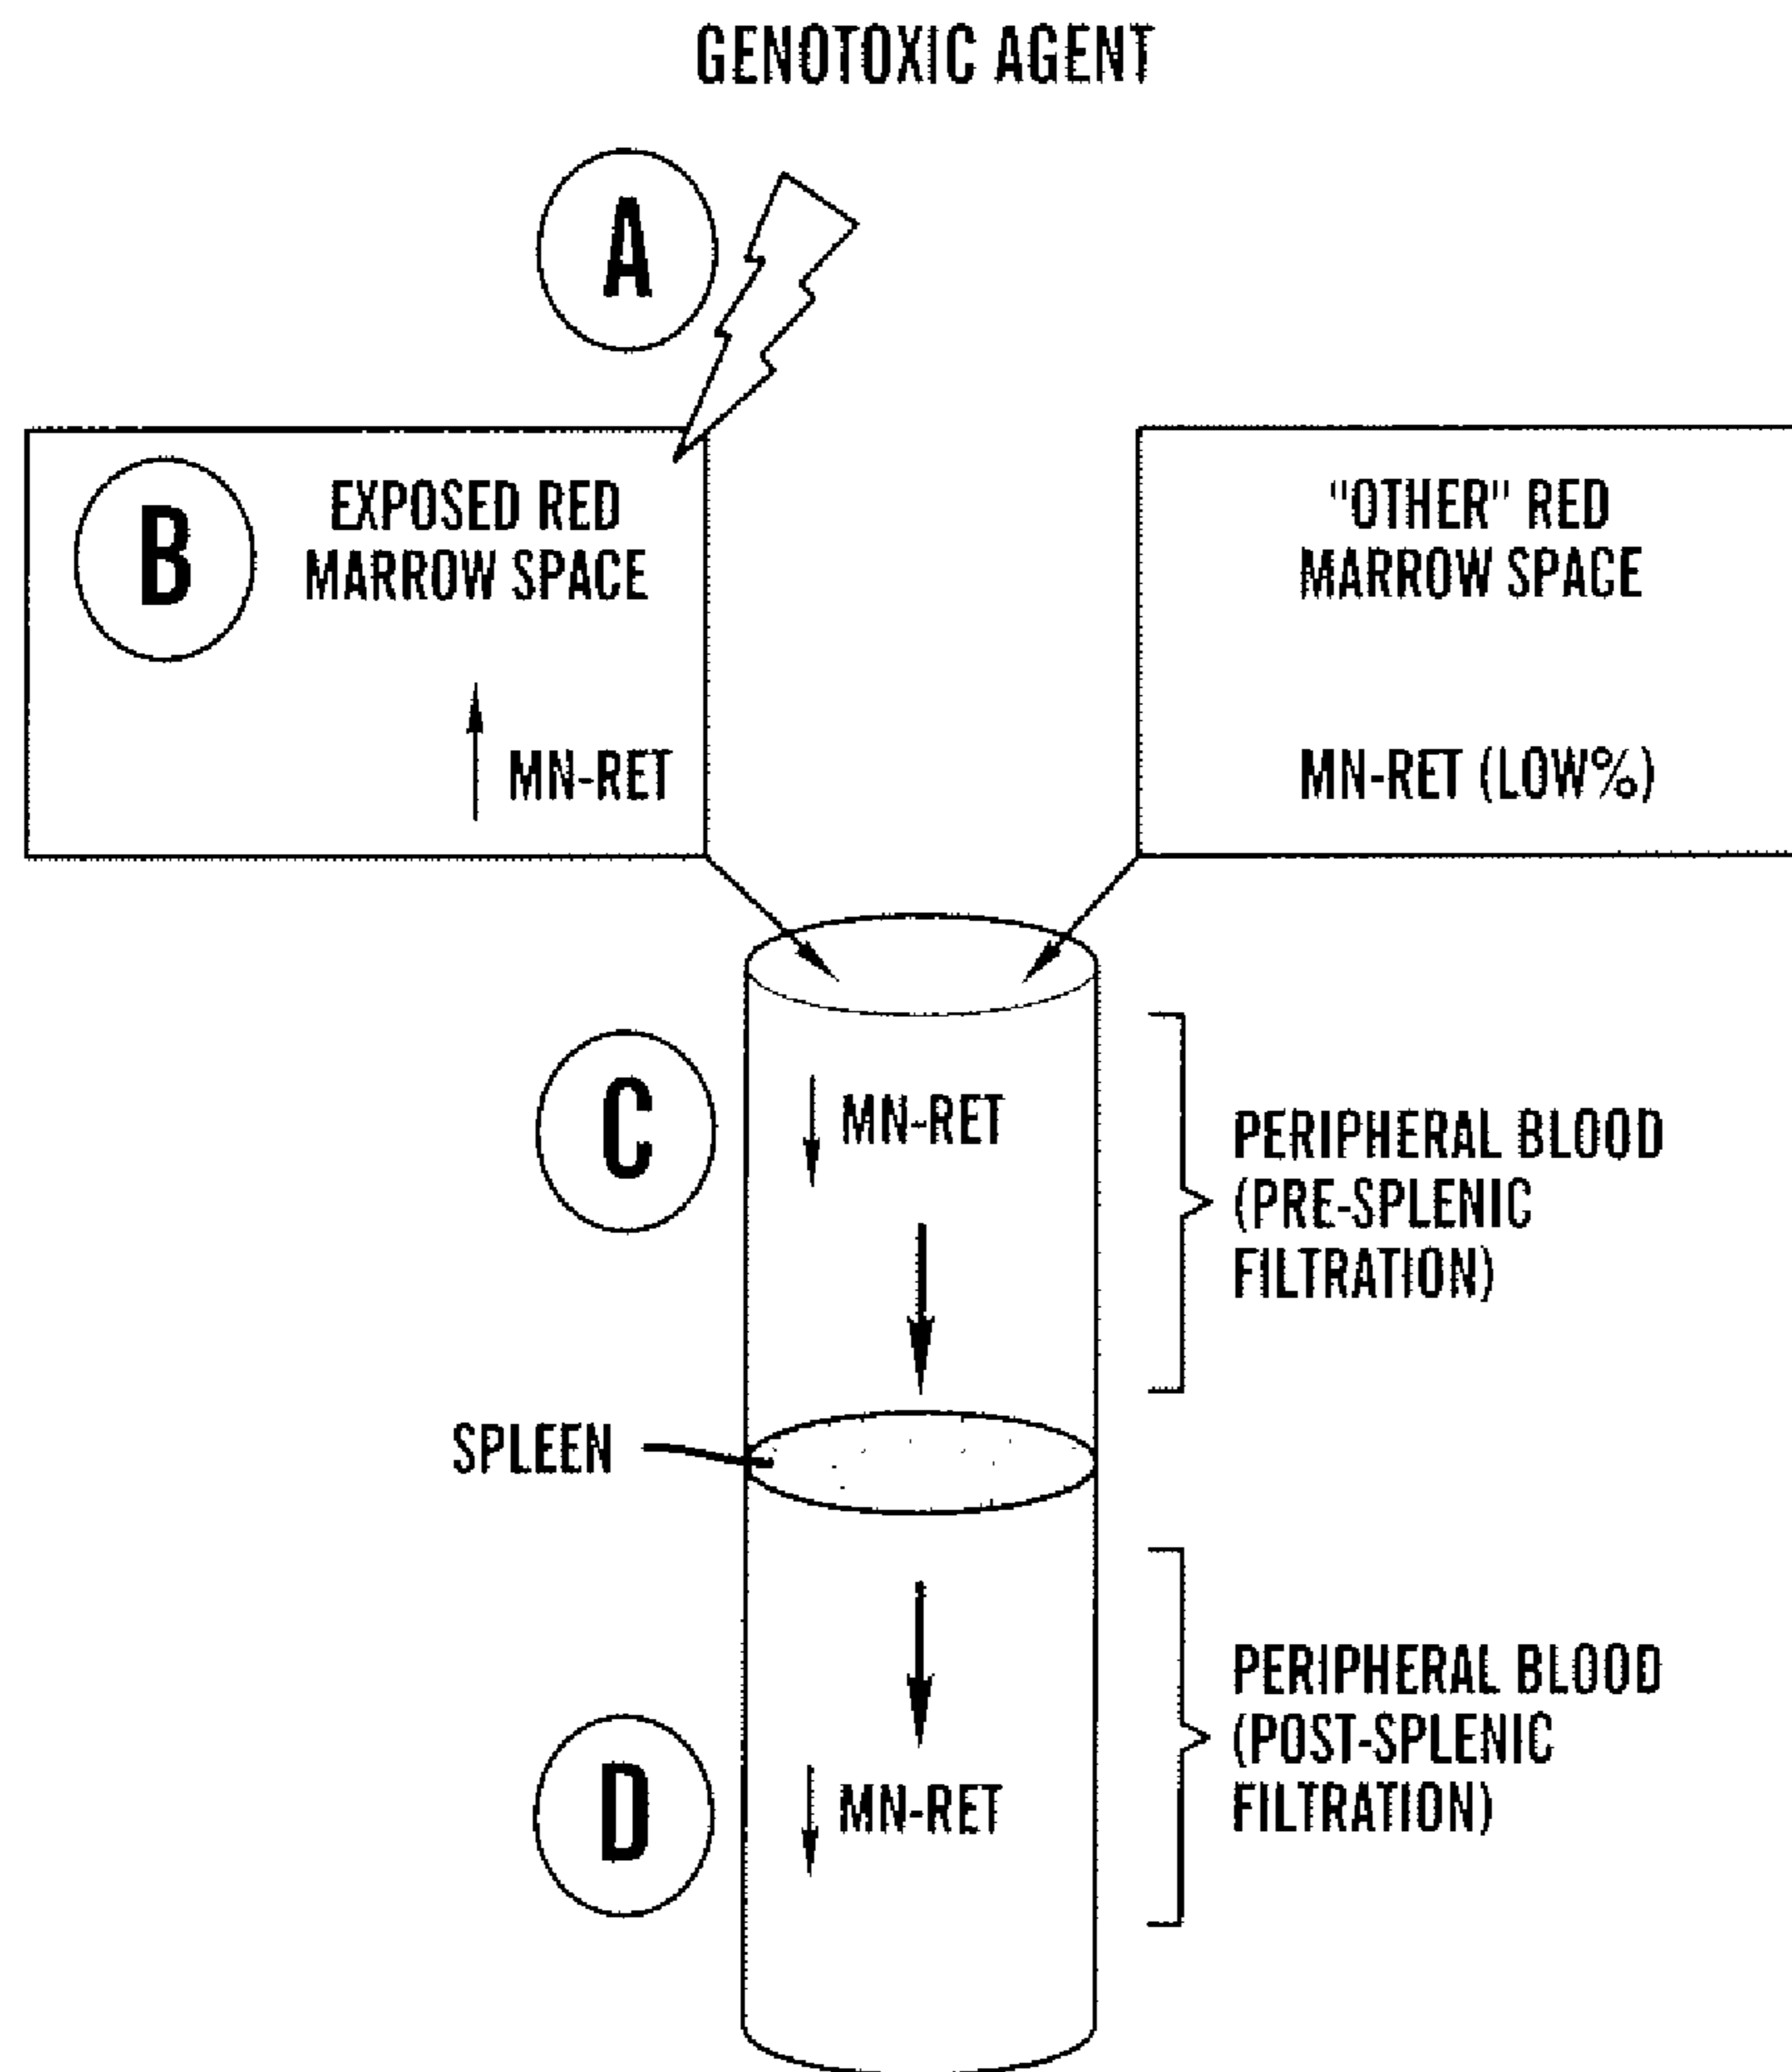 GENOTOXIC AGENT
A
B
EXPOSED RED
MARROW SPACE
MN-RET
"OTHER" RED
MARROW SPACE
MN-RET (LOW%)
C
MN-RET
PERIPHERAL BLOOD
(PRE-SPLENIC
FILTRATION)
SPLEEN
D
MN-RET
PERIPHERAL BLOOD
(POST-SPLENIC
FILTRATION)